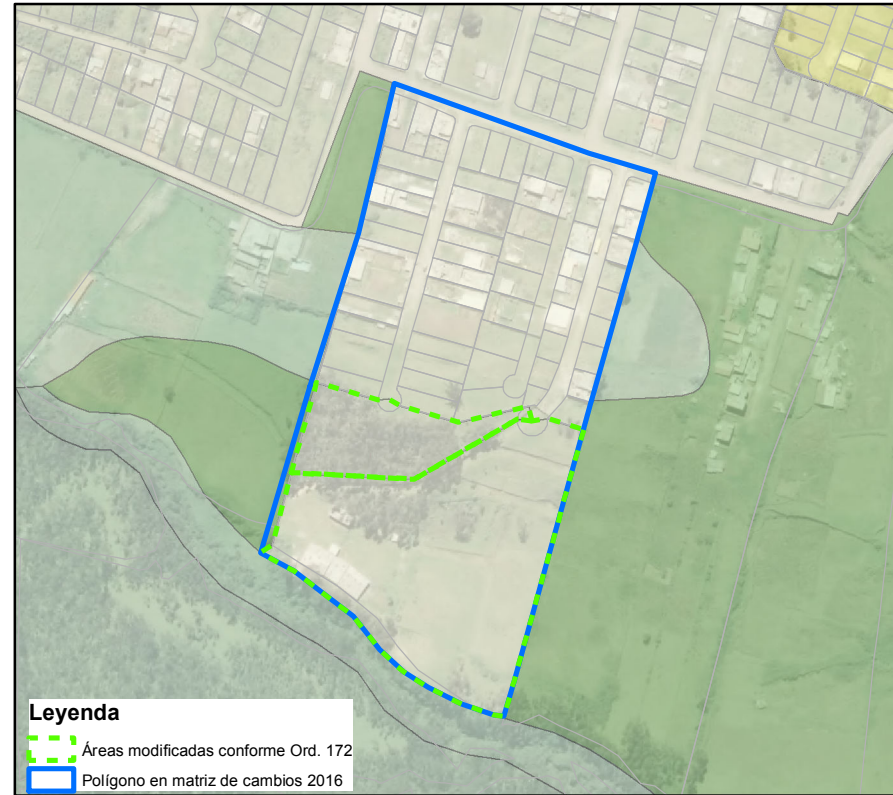 Leyenda
Áreas modificadas conforme Ord. 172
Polígono en matriz de cambios 2016